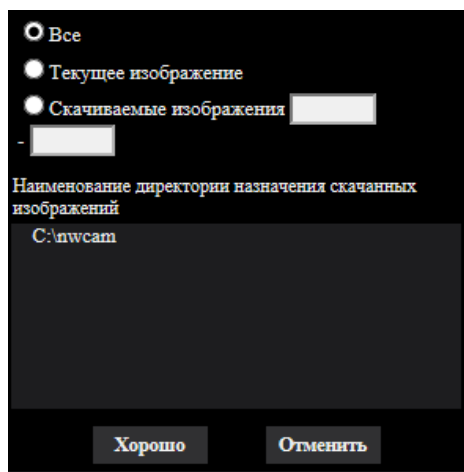 Все
Текущее изображение
Скачиваемые изображения
-
Наименование директории назначения скачанных
изображений
C:\nwcam
Хорошо
Отменить